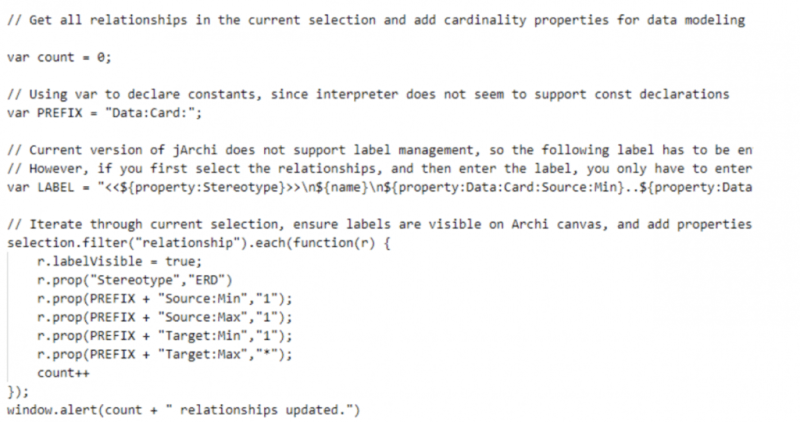 // Get all relationships in the current selection and add cardinality properties for data modeling
var count = 0;
// Using var to declare constants, since interpreter does not seem to support const declarations
var PREFIX = "Data:Card:";
// Current version of jArchi does not support label management, so the following label has to be en
// However, if you first select the relationships, and then enter the label, you only have to enter
var LABEL = "<<${property:Stereotype}>>\n${name}\n${property:Data:Card:Source:Min}..${property:Data
// Iterate through current selection, ensure labels are visible on Archi canvas, and add properties
selection.filter("relationship").each(function(r) {
    r.labelVisible = true;
    r.prop("Stereotype","ERD")
    r.prop(PREFIX + "Source:Min","1");
    r.prop(PREFIX + "Source:Max","1");
    r.prop(PREFIX + "Target:Min","1");
    r.prop(PREFIX + "Target:Max","*");
    count++
});
window.alert(count + " relationships updated.")